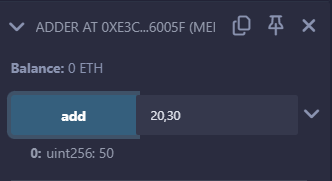 ADDER AT 0XE3C...6005F (MEI
Balance: 0 ETH
add 20,30
0: uint256: 50